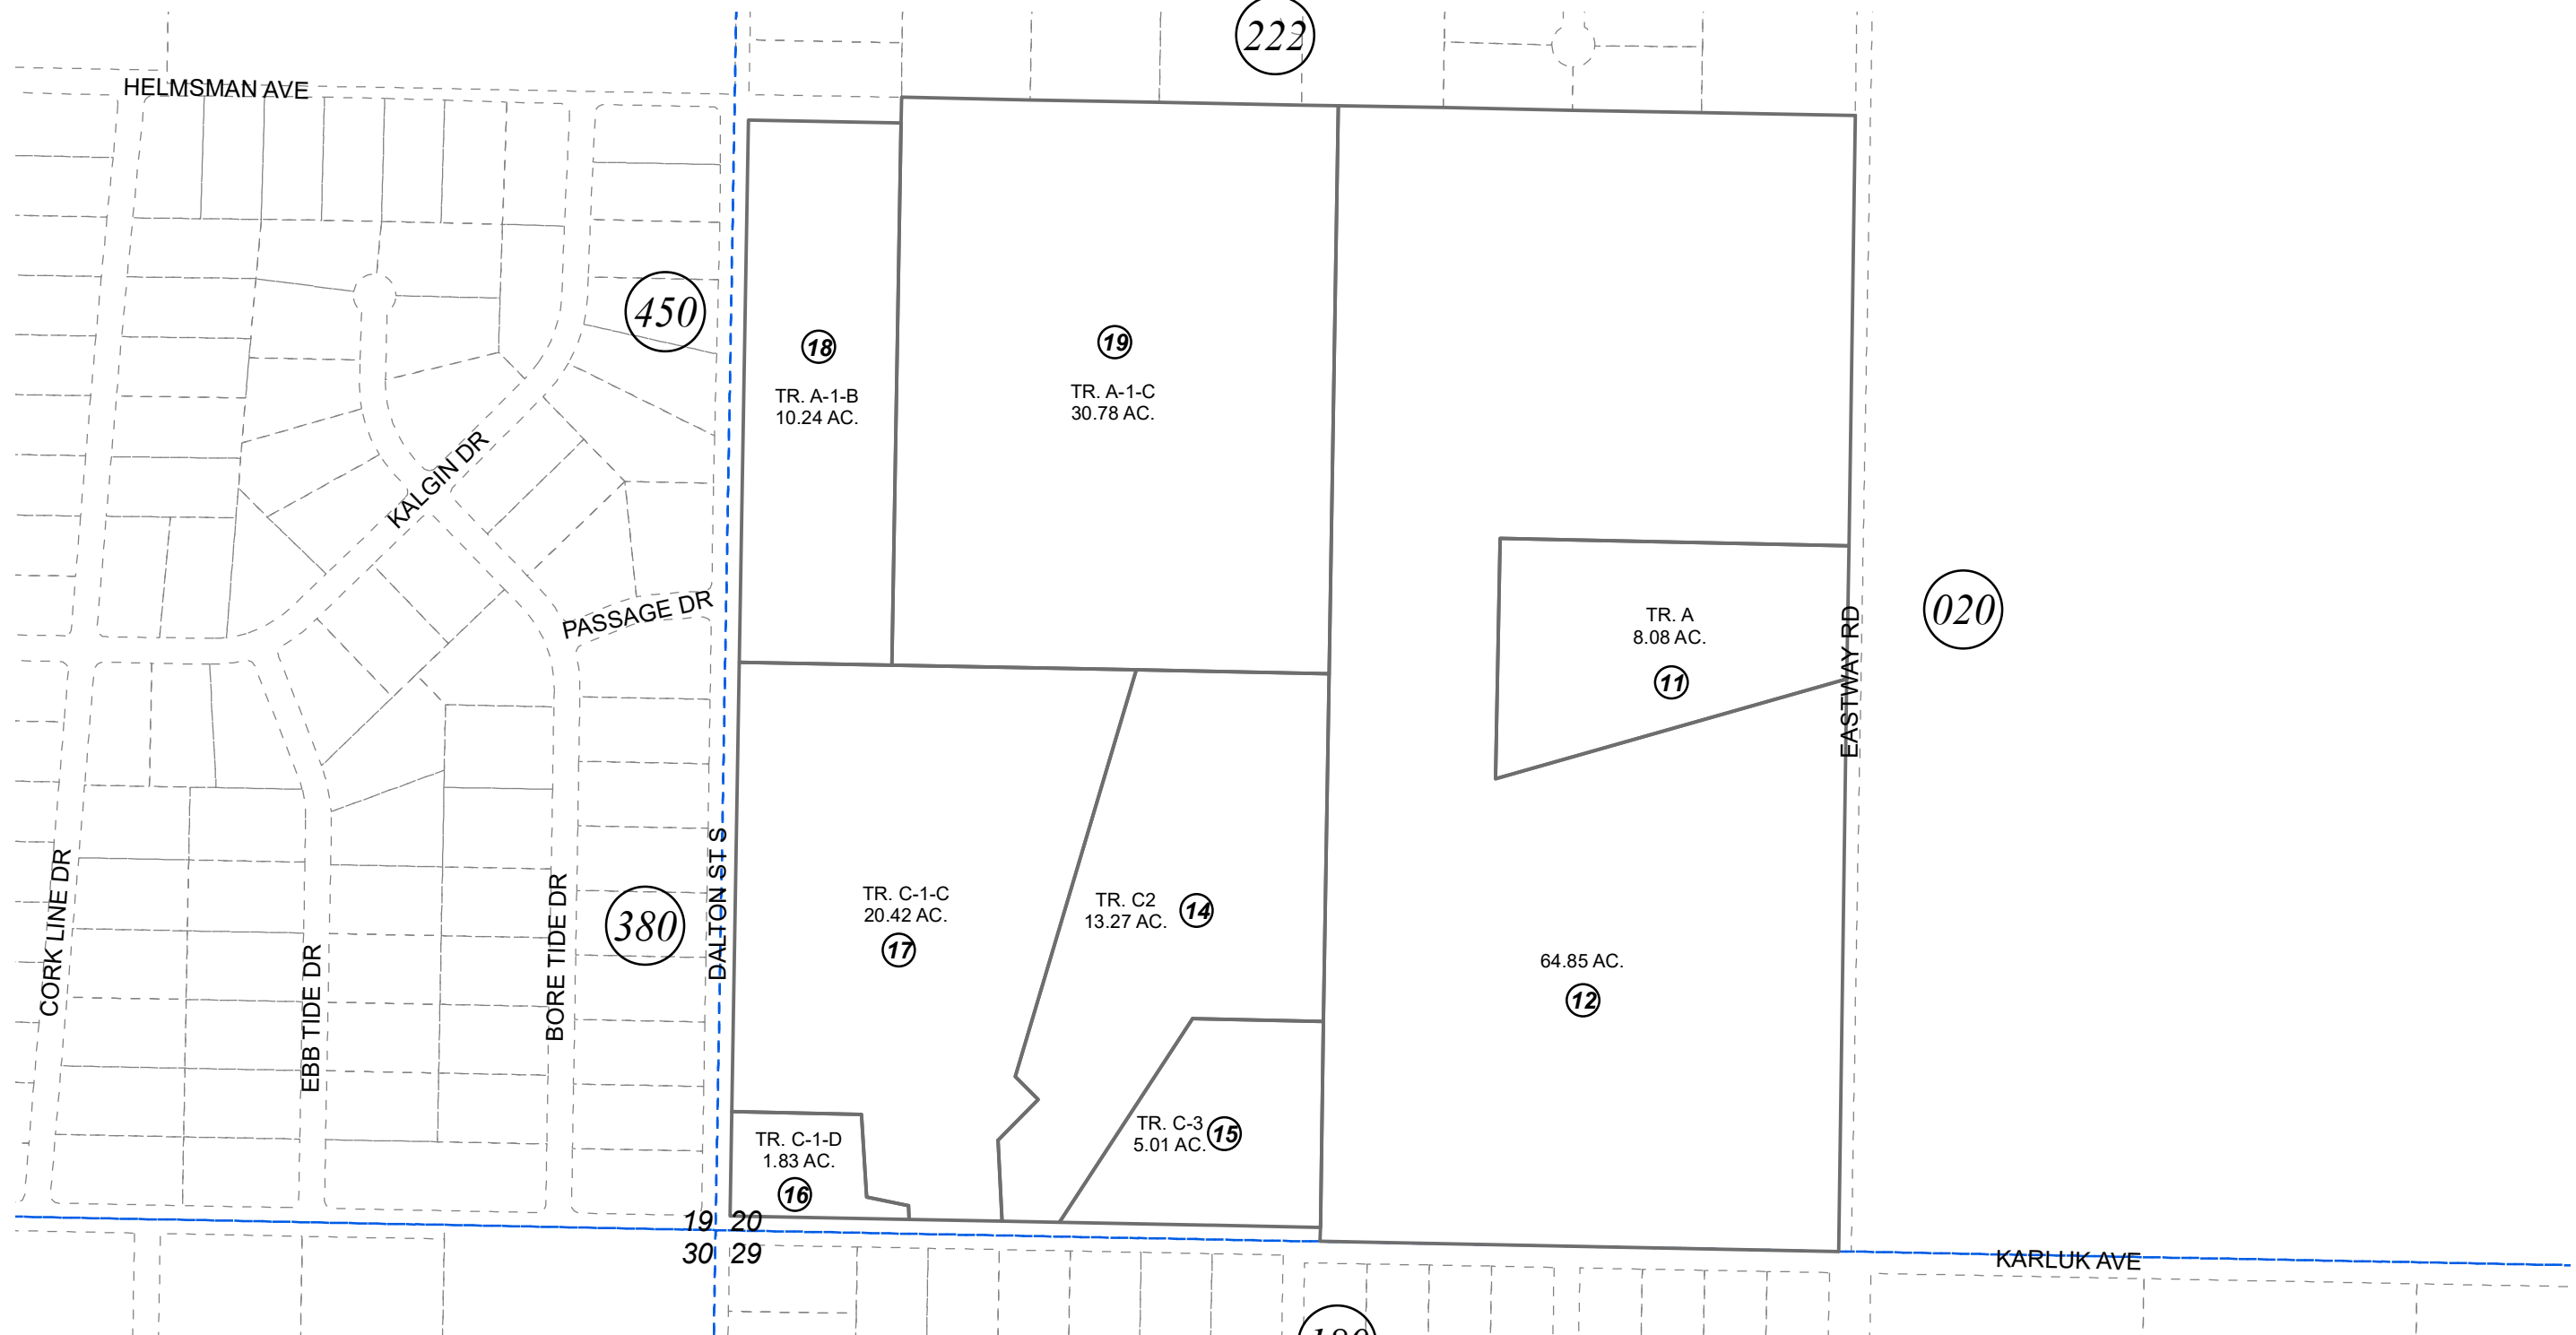 222
HELMSMAN AVE
450
18
TR. A-1-B
10.24 AC.
19
TR. A-1-C
30.78 AC.
KALGIN DR
PASSAGE DR
TR. A
8.08 AC.
11
EASTWAY RD
020
CORK LINE DR
EBB TIDE DR
BORE TIDE DR
380
DALTON ST S
TR. C-1-C
20.42 AC.
17
TR. C2
13.27 AC.
14
64.85 AC.
12
TR. C-1-D
1.83 AC.
16
TR. C-3
5.01 AC.
15
19 20
30 29
KARLUK AVE